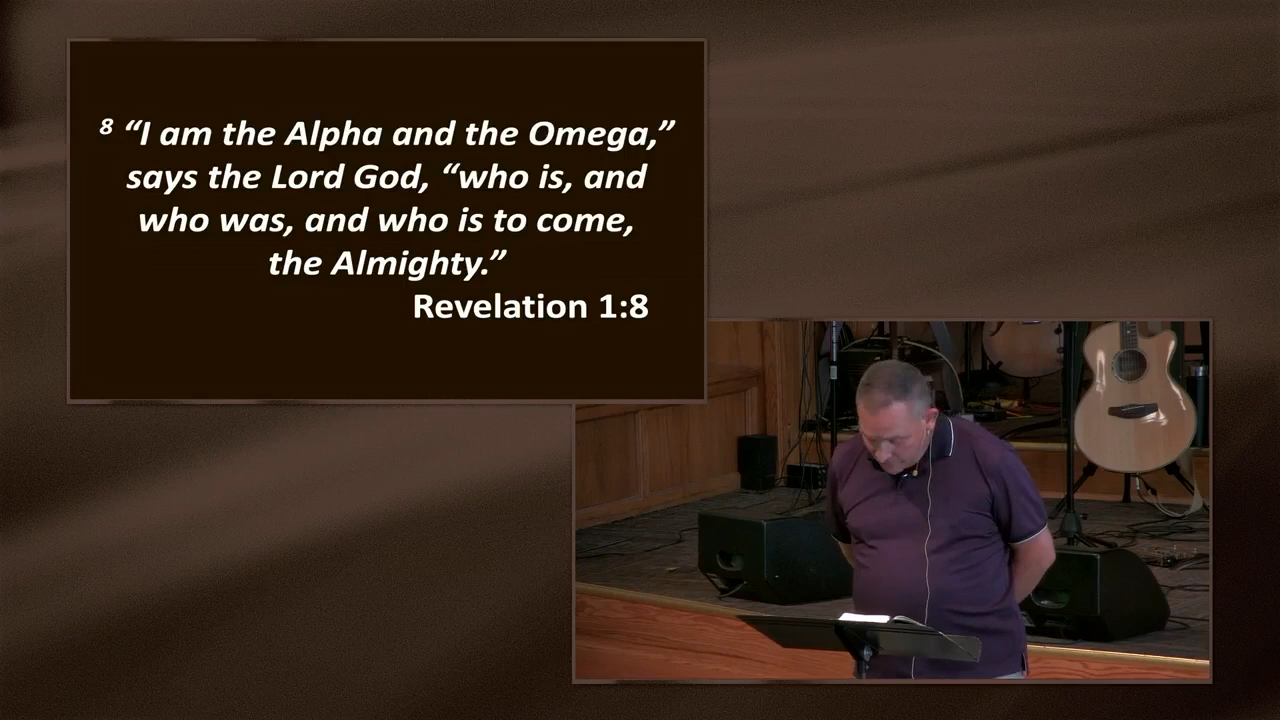 ⁸ “I am the Alpha and the Omega,”
says the Lord God, “who is, and
who was, and who is to come,
the Almighty.”
Revelation 1:8